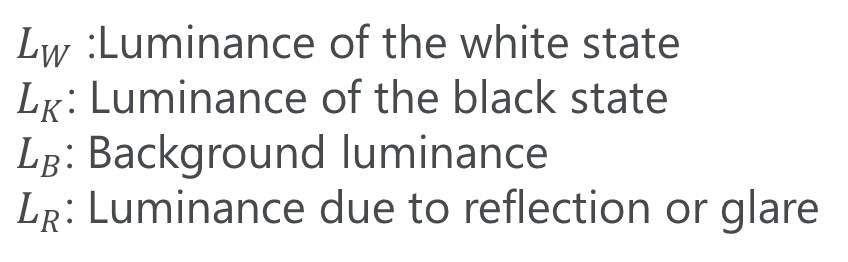 L_W :Luminance of the white state
L_K: Luminance of the black state
L_B: Background luminance
L_R: Luminance due to reflection or glare